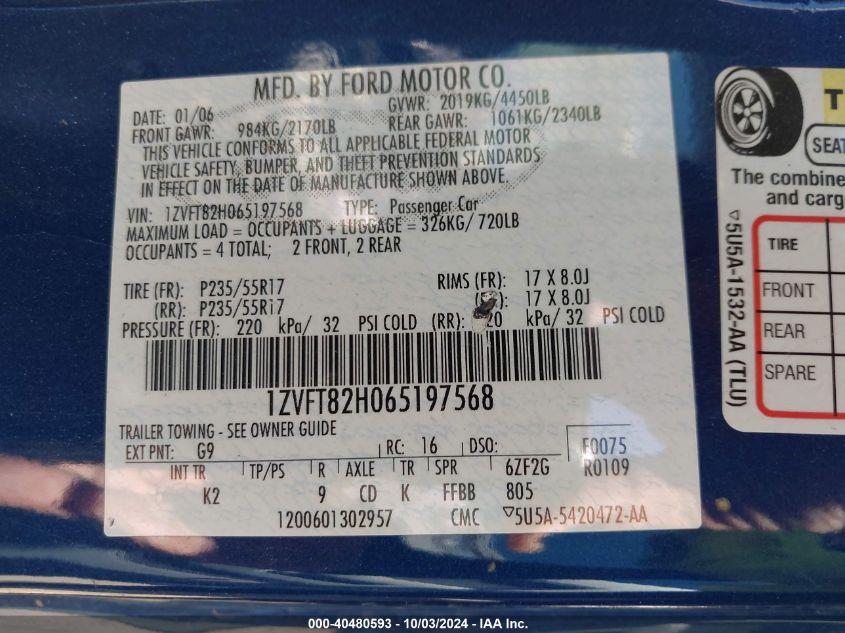 MFD. BY FORD MOTOR CO.
DATE: 01/06 GVWR: 2019KG/4450LB
FRONT GAWR: 984KG/2170LB REAR GAWR: 1061KG/2340LB
THIS VEHICLE CONFORMS TO ALL APPLICABLE FEDERAL MOTOR
VEHICLE SAFETY, BUMPER, AND THEFT PREVENTION STANDARDS
IN EFFECT ON THE DATE OF MANUFACTURE SHOWN ABOVE.
VIN: 1ZVFT82H065197568 TYPE: Passenger Car
MAXIMUM LOAD = OCCUPANTS + LUGGAGE = 326KG/ 720LB
OCCUPANTS = 4 TOTAL; 2 FRONT, 2 REAR
TIRE (FR): P235/55R17 RIMS (FR): 17 X 8.0J
(RR): P235/55R17 17 X 8.0J
PRESSURE (FR): 220 kPa/ 32 PSI COLD (RR): 20 kPa/ 32 PSI COLD
1ZVFT82H065197568
TRAILER TOWING - SEE OWNER GUIDE
EXT PNT: G9 RC: 16 DSO: F0075
INT TR TP/PS R AXLE TR SPR 6ZF2G R0109
K2 9 CD K FFBB 805
1200601302957 CMC ▽5U5A-5420472-AA
T
SEAT
The combine
and carg
TIRE
FRONT
REAR
SPARE
▽5U5A-1532-AA (TLU)
000-40480593 - 10/03/2024 - IAA Inc.